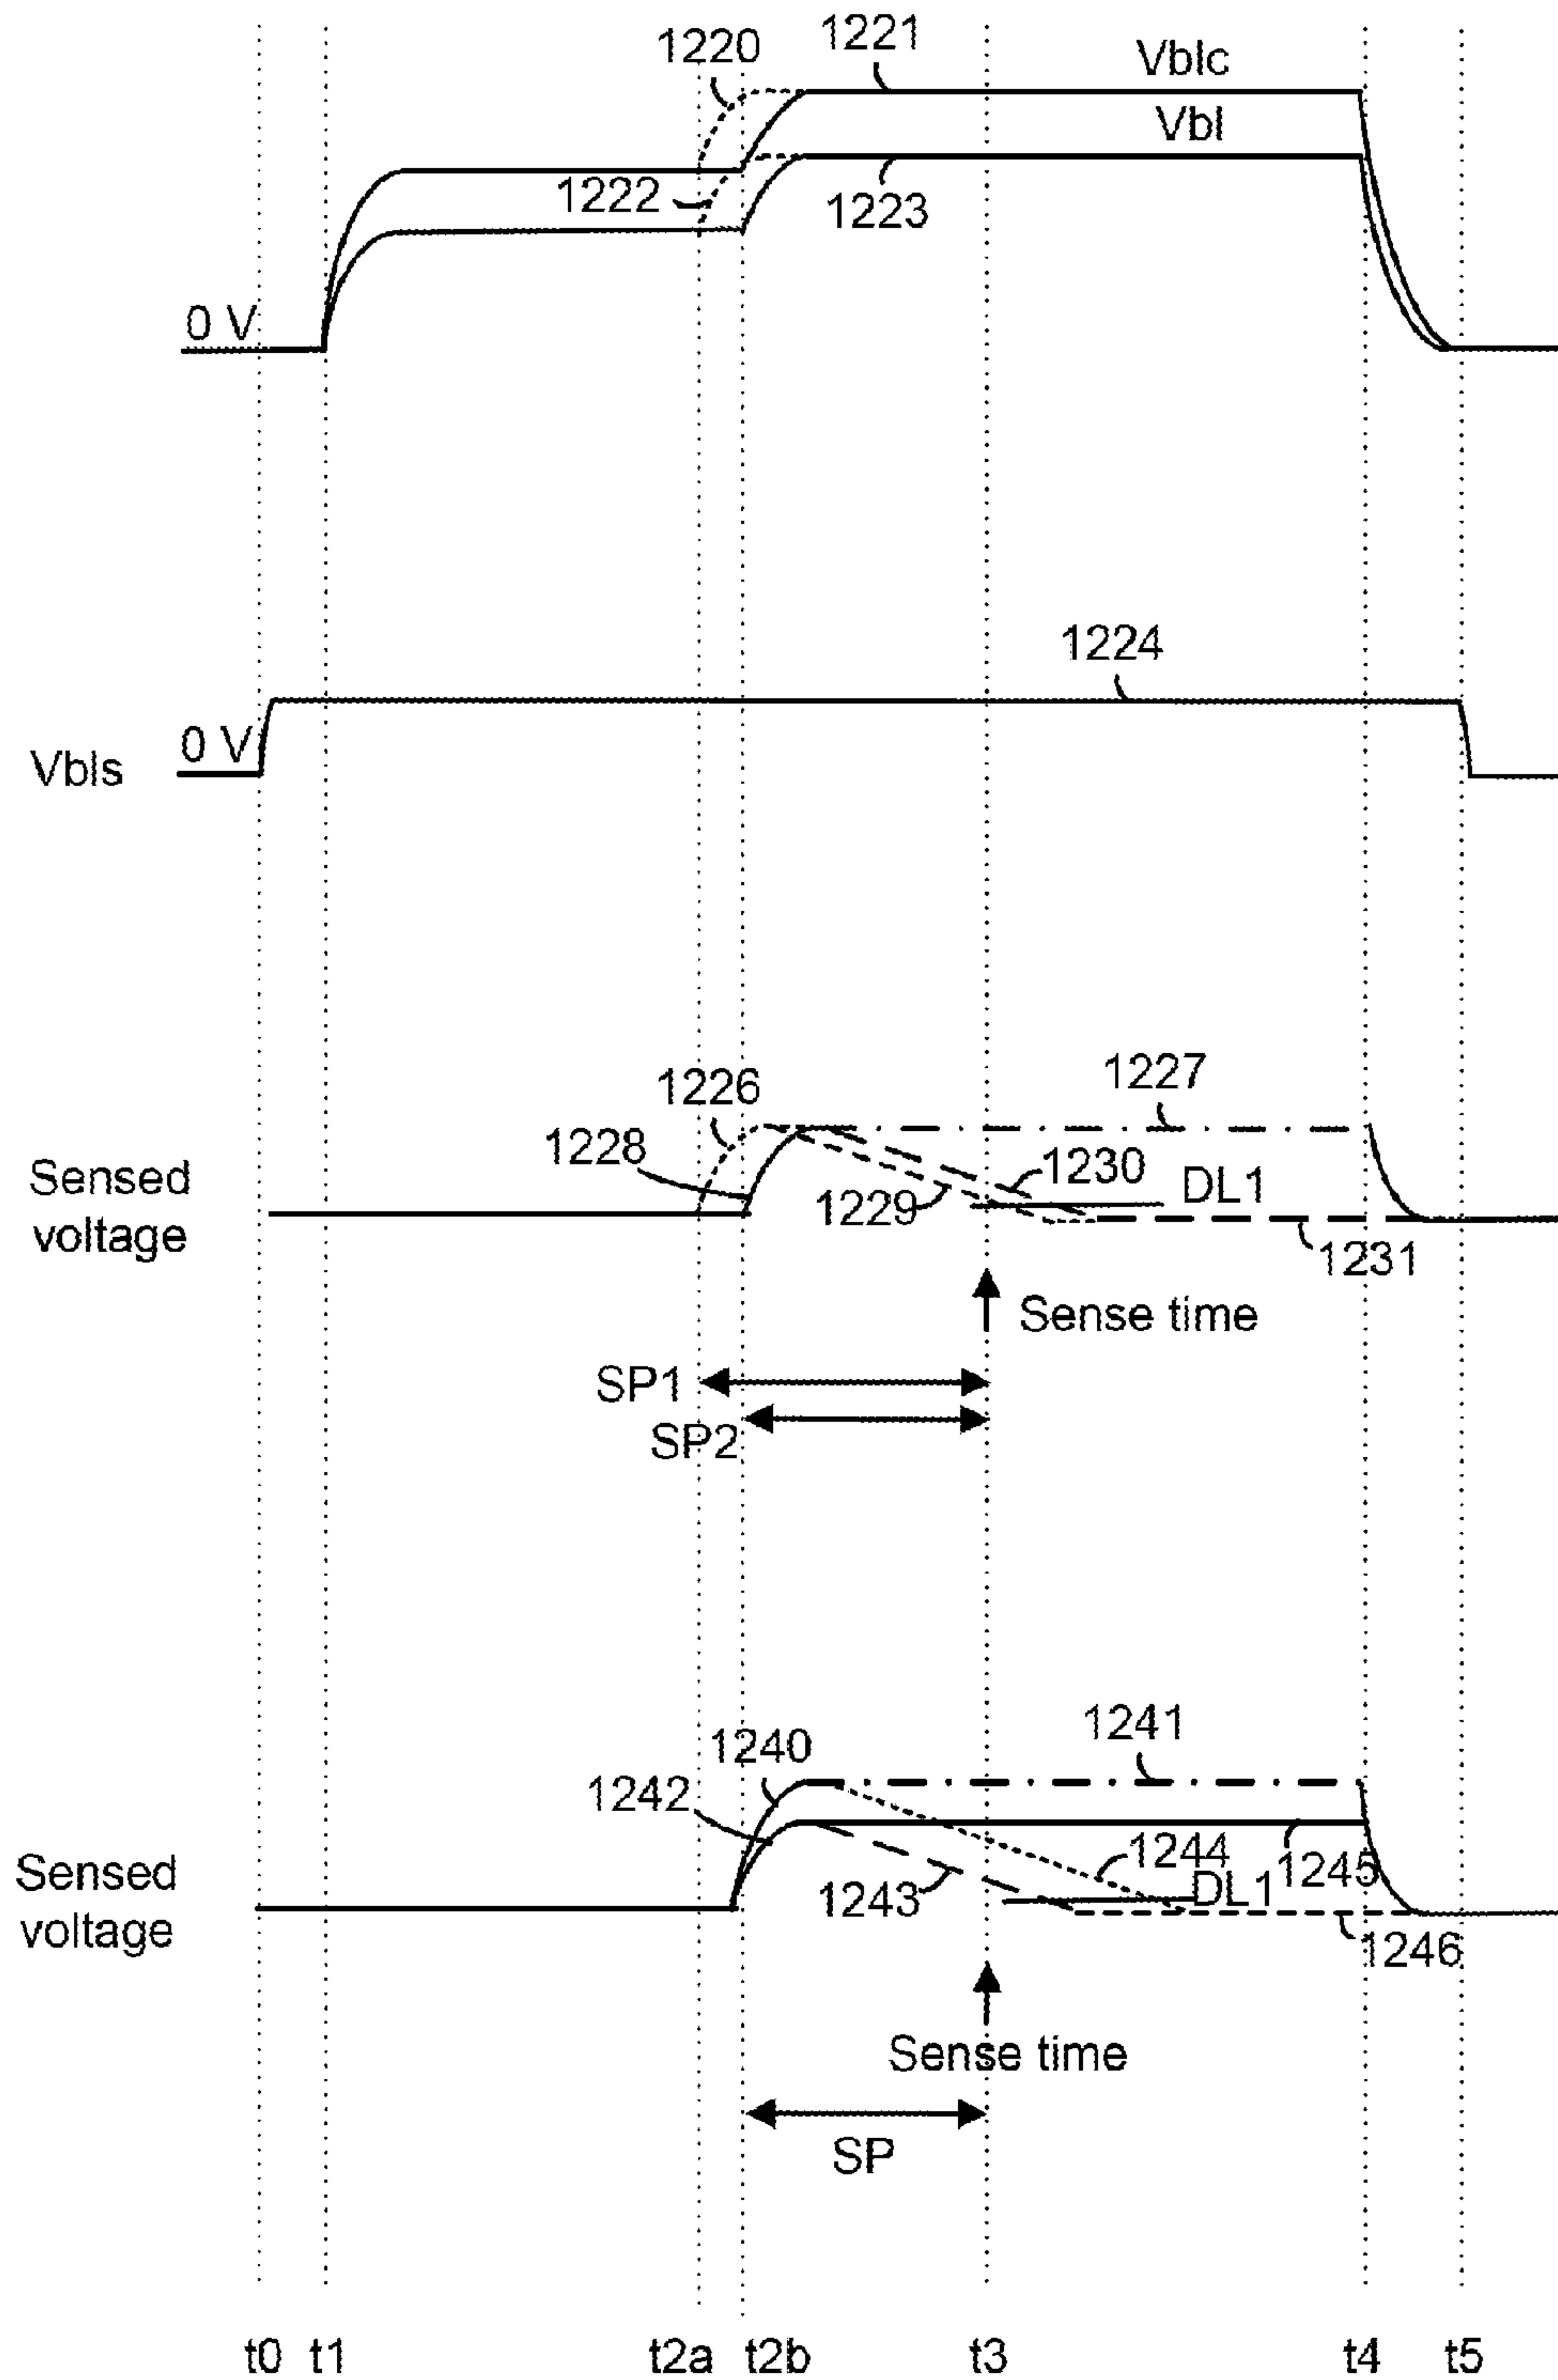 1220
1221
Vblc
Vbl
1222
1223
0 V
1224
0 V
Vbls
1226
1227
1228
1230
Sensed
voltage
1229
DL1
1231
Sense time
SP1
SP2
1240
1241
1242
Sensed
voltage
1243
1244
DL1
1245
1246
Sense time
SP
t0 t1 t2a t2b t3 t4 t5